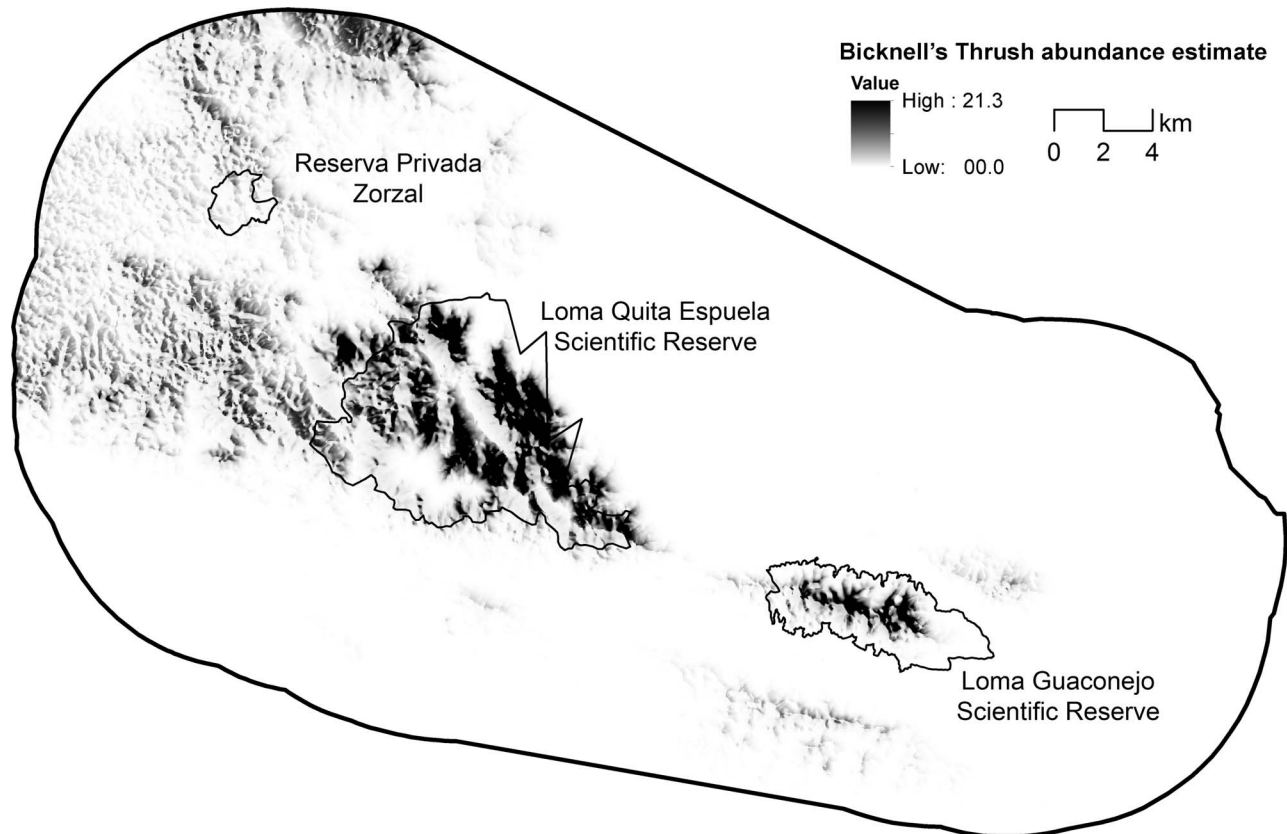 Bicknell's Thrush abundance estimate
Value
High : 21.3
Low: 00.0
km
0 2 4
Reserva Privada
Zorzal
Loma Quita Espuela
Scientific Reserve
Loma Guaconejo
Scientific Reserve